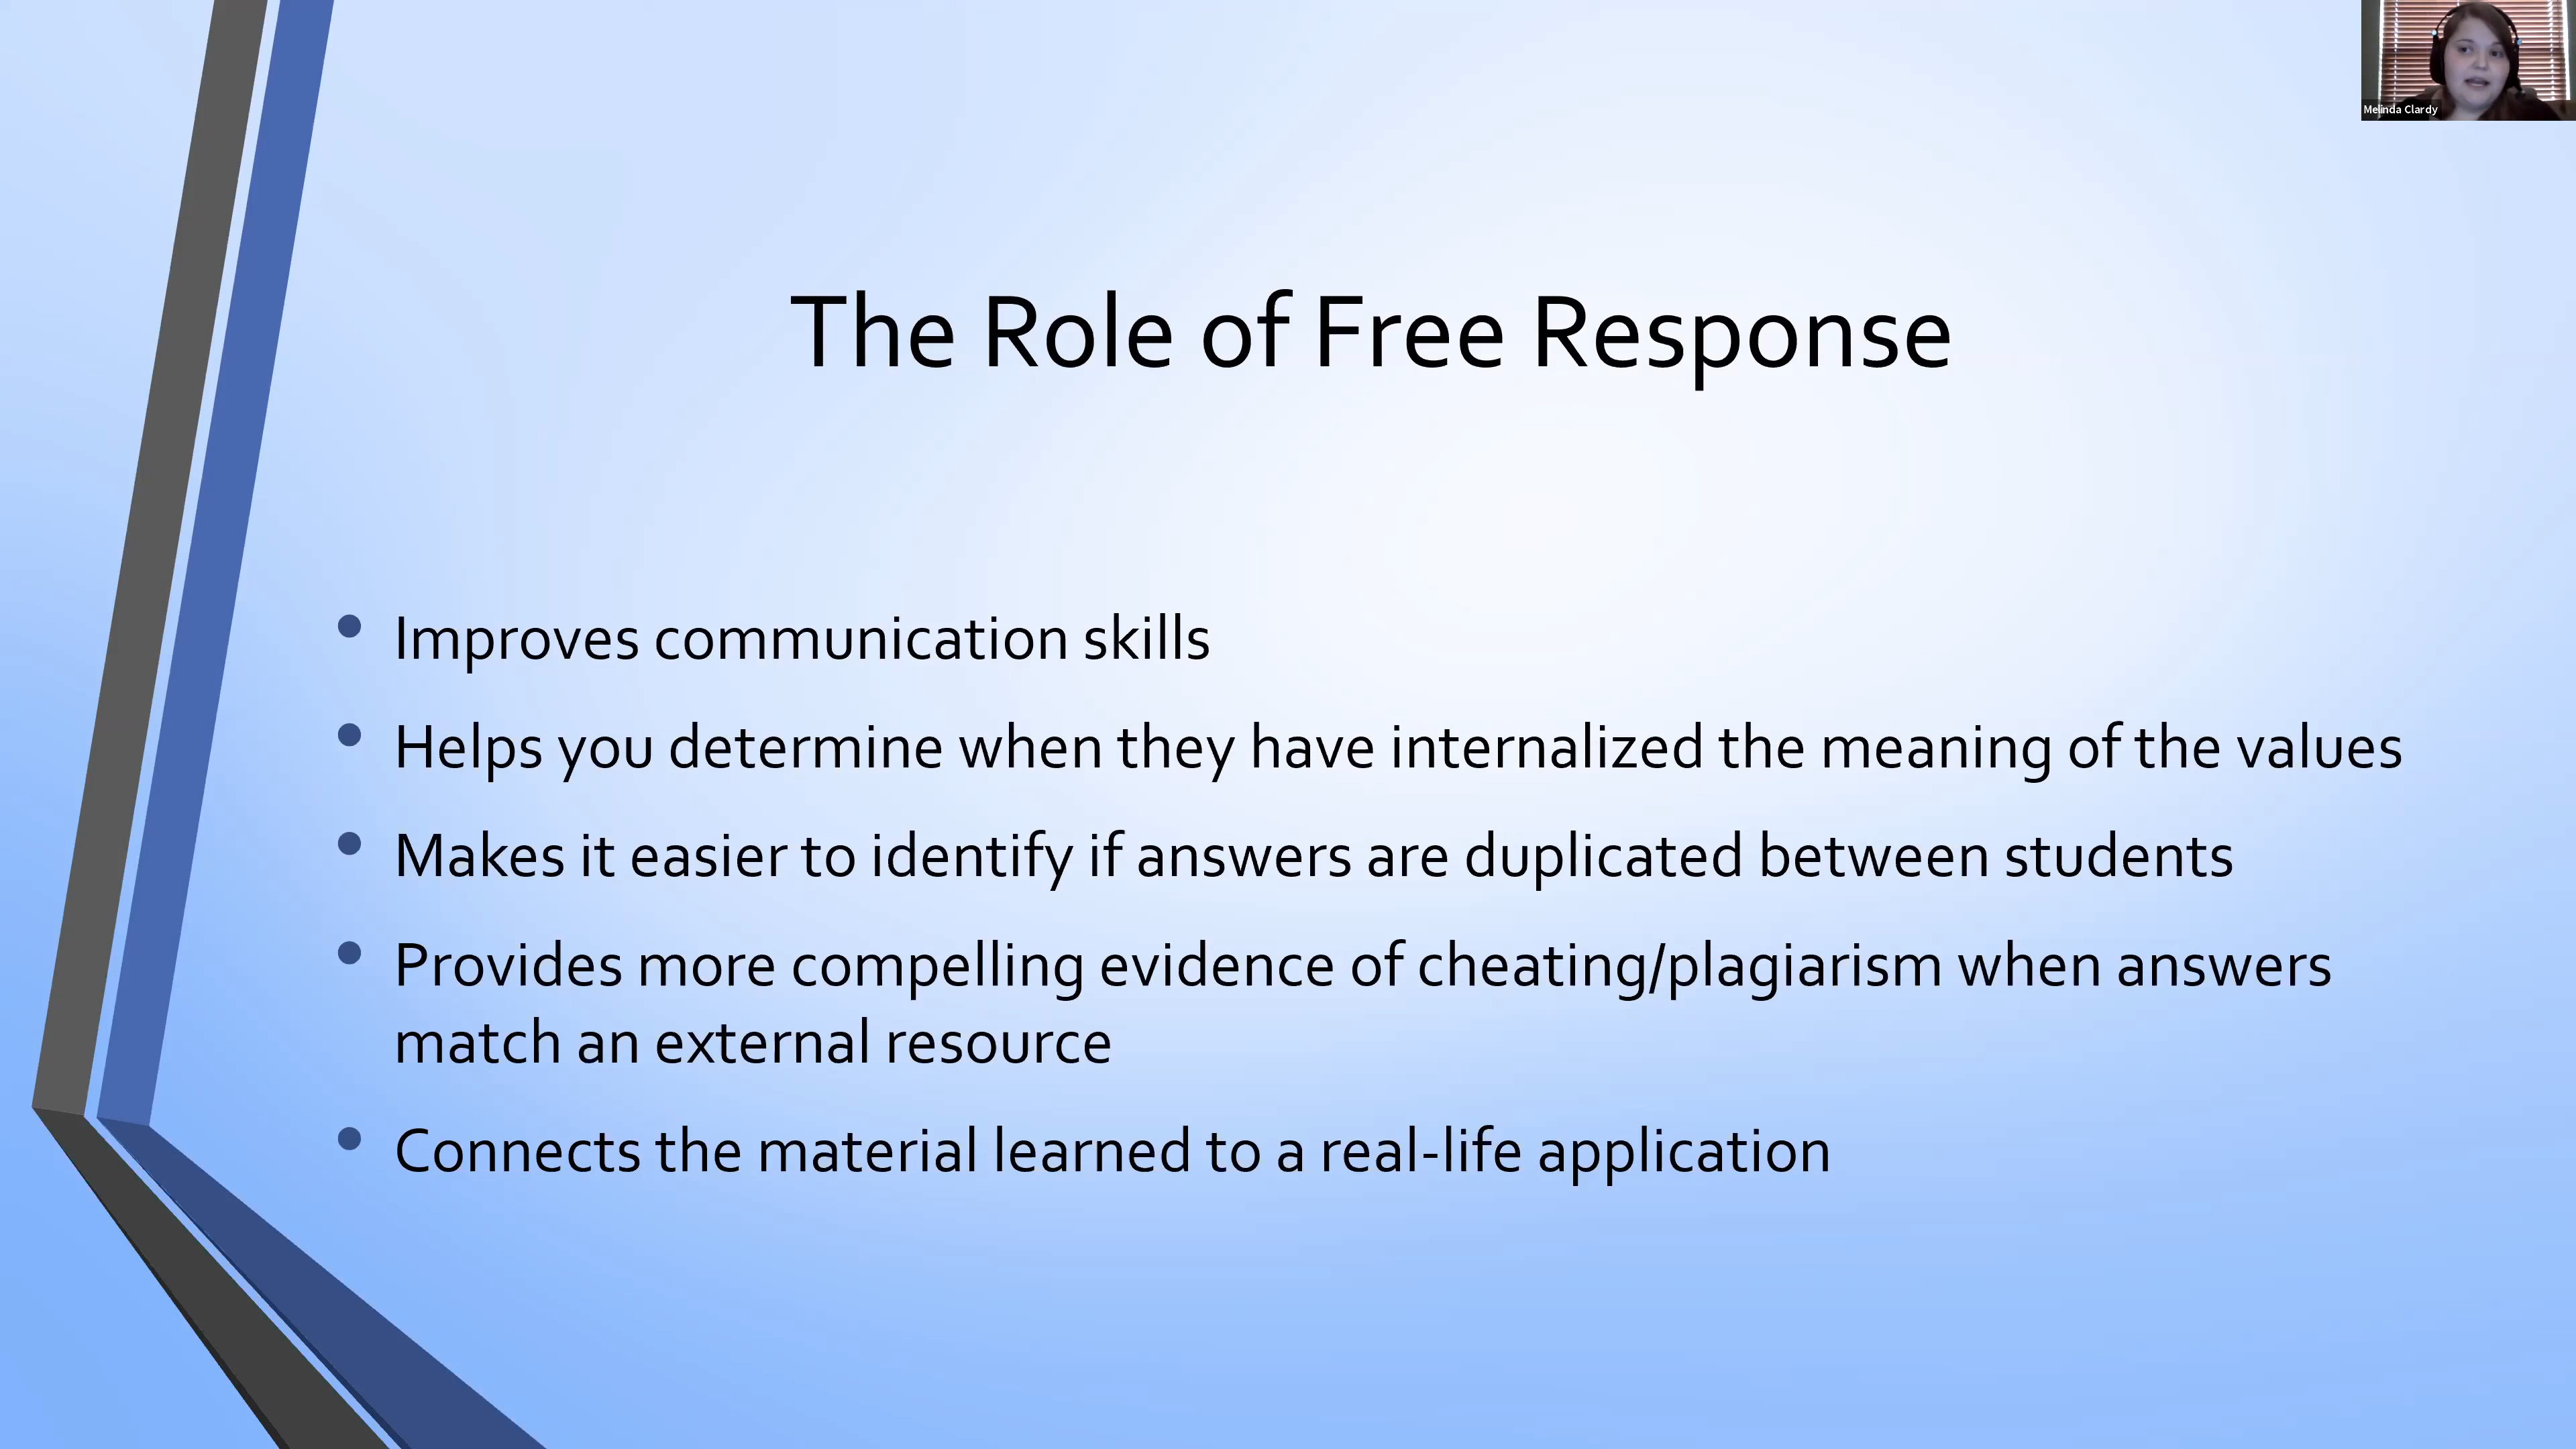 Melinda Clardy
The Role of Free Response
• Improves communication skills
• Helps you determine when they have internalized the meaning of the values
• Makes it easier to identify if answers are duplicated between students
• Provides more compelling evidence of cheating/plagiarism when answers
match an external resource
• Connects the material learned to a real-life application